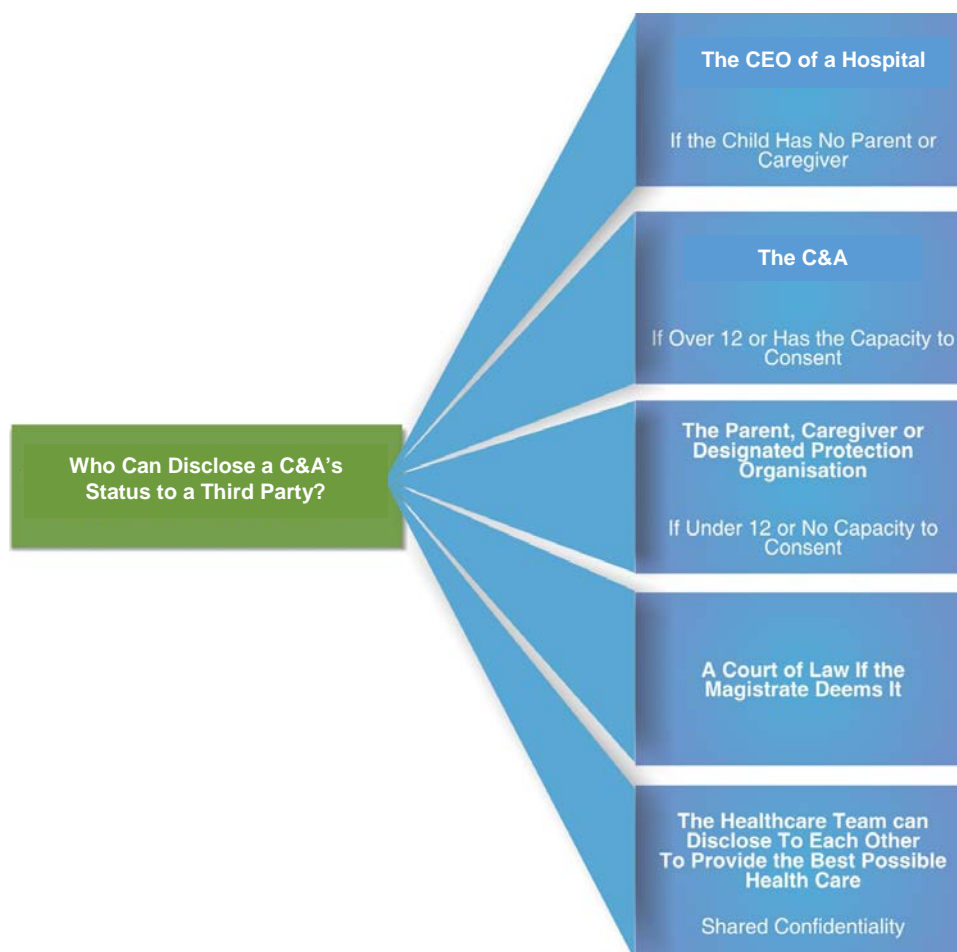 The CEO of a Hospital
If the Child Has No Parent or
Caregiver
The C&A
If Over 12 or Has the Capacity to
Consent
Who Can Disclose a C&A’s
Status to a Third Party?
The Parent, Caregiver or
Designated Protection
Organisation
If Under 12 or No Capacity to
Consent
A Court of Law If the
Magistrate Deems It
The Healthcare Team can
Disclose To Each Other
To Provide the Best Possible
Health Care
Shared Confidentiality